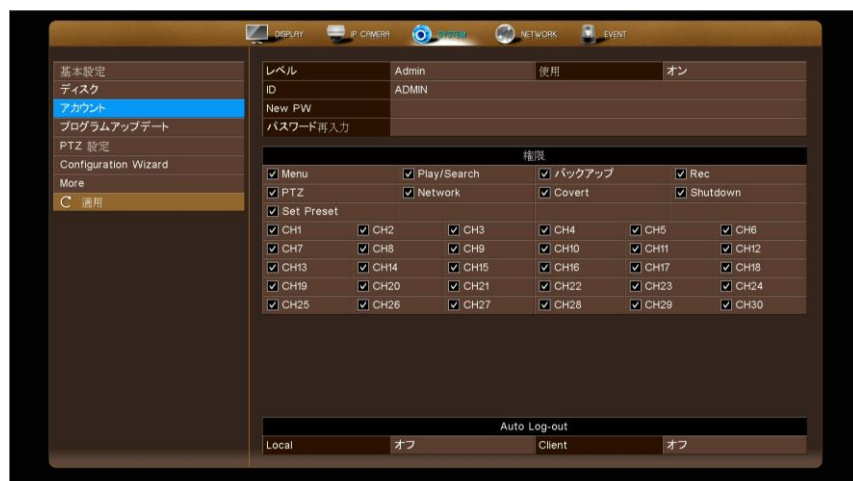 DISPLAY IP CAMERA SYSTEM NETWORK EVENT
基本設定
ディスク
アカウント
プログラムアップデート
PTZ 設定
Configuration Wizard
More
適用
レベル Admin 使用 オン
ID ADMIN
New PW
パスワード再入力
権限
Menu Play/Search バックアップ Rec
PTZ Network Covert Shutdown
Set Preset
CH1 CH2 CH3 CH4 CH5 CH6
CH7 CH8 CH9 CH10 CH11 CH12
CH13 CH14 CH15 CH16 CH17 CH18
CH19 CH20 CH21 CH22 CH23 CH24
CH25 CH26 CH27 CH28 CH29 CH30
Auto Log-out
Local オフ Client オフ